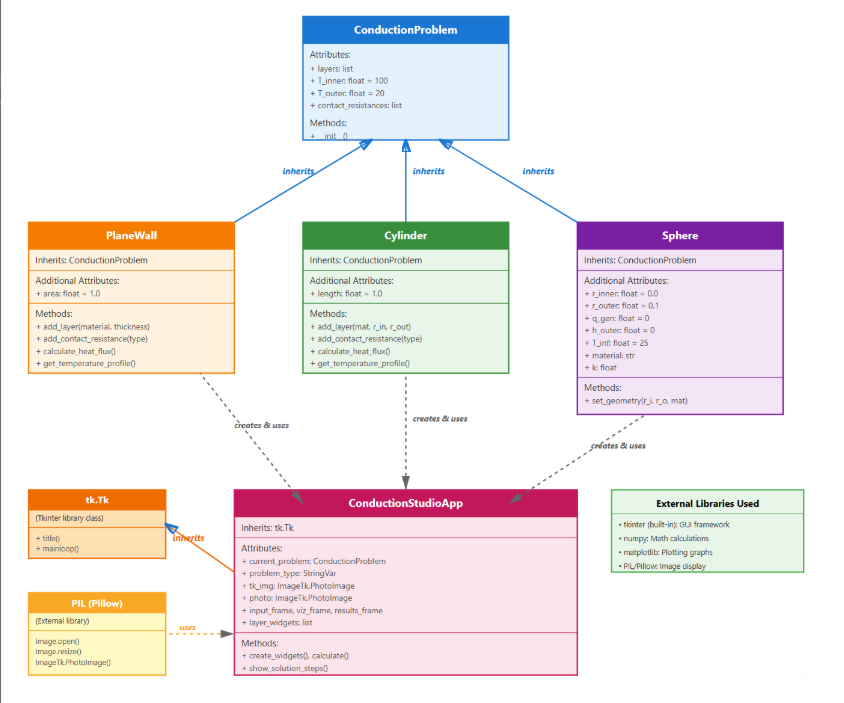 ConductionProblem
Attributes:
+ layers: list
+ T_inner: float = 100
+ T_outer: float = 20
+ contact_resistances: list
Methods:
+ __init__()
inherits
inherits
inherits
PlaneWall
Inherits: ConductionProblem
Additional Attributes:
+ area: float = 1.0
Methods:
+ add_layer(material, thickness)
+ add_contact_resistance(type)
+ calculate_heat_flux()
+ get_temperature_profile()
Cylinder
Inherits: ConductionProblem
Additional Attributes:
+ length: float = 1.0
Methods:
+ add_layer(mat, r_in, r_out)
+ add_contact_resistance(type)
+ calculate_heat_flux()
+ get_temperature_profile()
Sphere
Inherits: ConductionProblem
Additional Attributes:
+ r_inner: float = 0.0
+ r_outer: float = 0.1
+ q_gen: float = 0
+ h_outer: float = 0
+ T_inf: float = 25
+ material: str
+ k: float
Methods:
+ set_geometry(r_i, r_o, mat)
creates & uses
creates & uses
creates & uses
tk.Tk
(Tkinter library class)
+ title()
+ mainloop()
inherits
PIL (Pillow)
(External library)
Image.open()
Image.resize()
ImageTk.PhotoImage()
uses
ConductionStudioApp
Inherits: tk.Tk
Attributes:
+ current_problem: ConductionProblem
+ problem_type: StringVar
+ tk_img: ImageTk.PhotoImage
+ photo: ImageTk.PhotoImage
+ input_frame, viz_frame, results_frame
+ layer_widgets: list
Methods:
+ create_widgets(), calculate()
+ show_solution_steps()
External Libraries Used
• tkinter (built-in): GUI framework
• numpy: Math calculations
• matplotlib: Plotting graphs
• PIL/Pillow: Image display